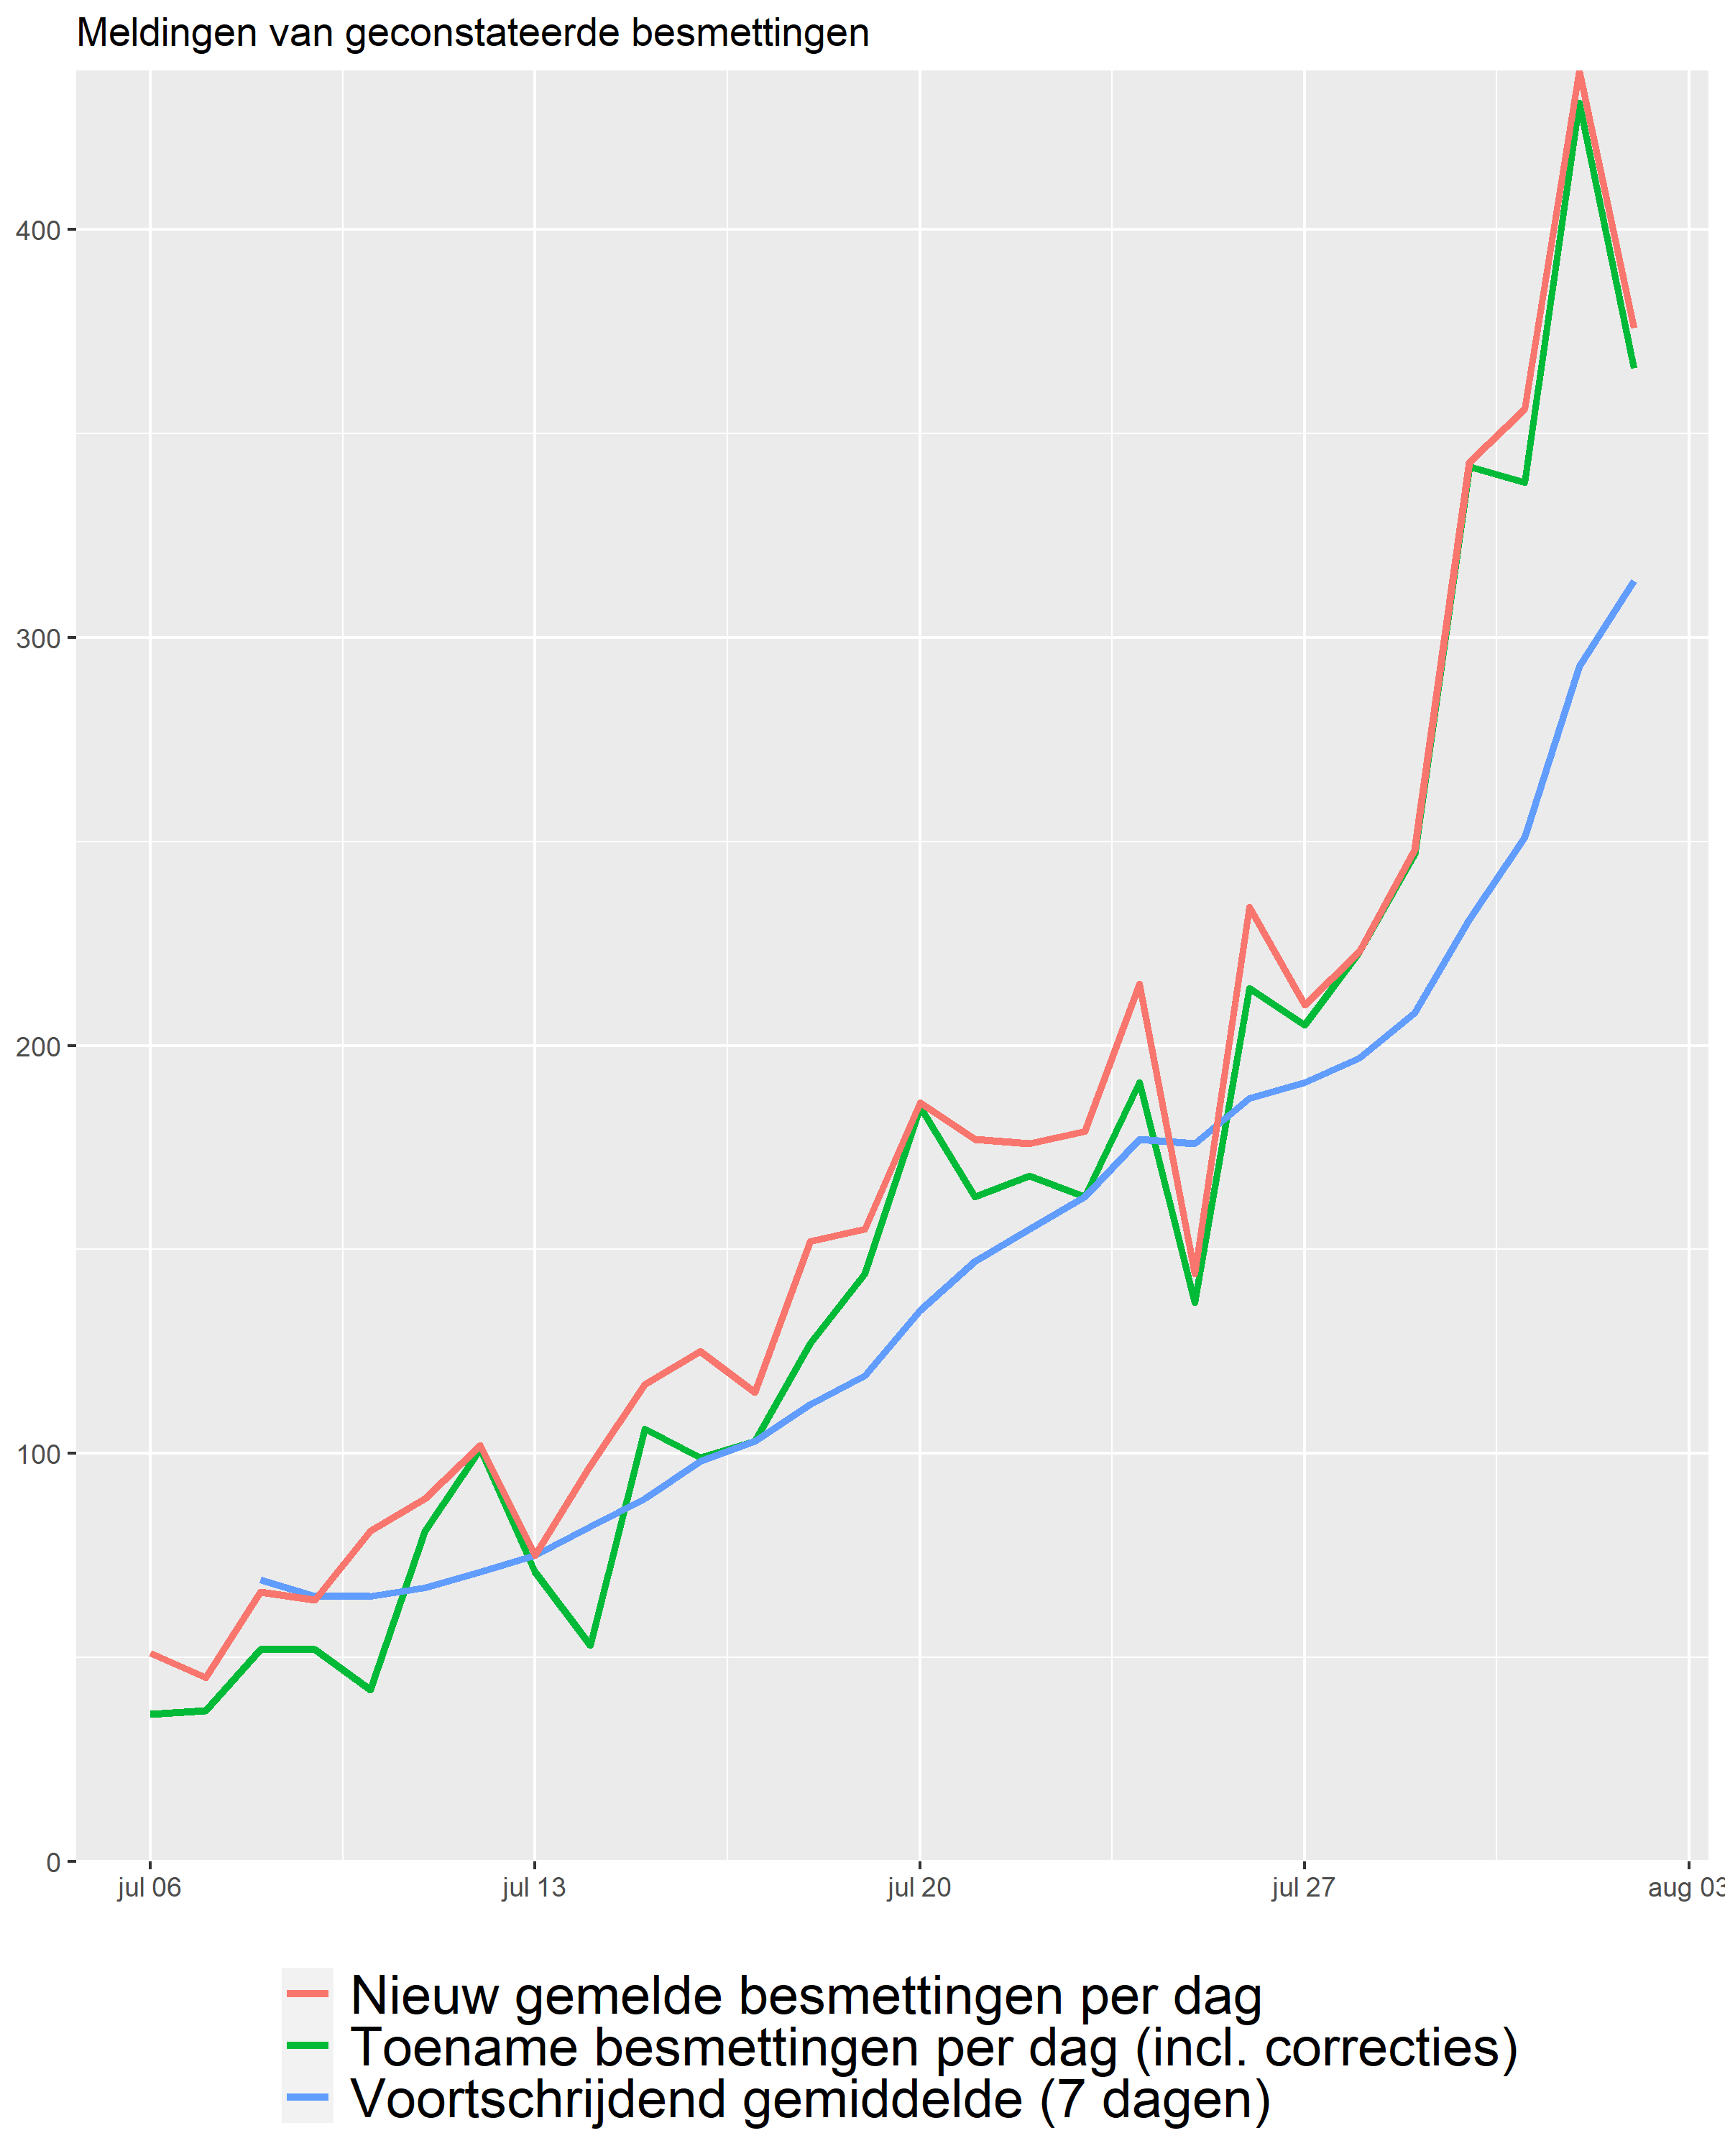 Meldingen van geconstateerde besmettingen
400
300
200
100
0
jul 06
jul 13
jul 20
jul 27
aug 03
Nieuw gemelde besmettingen per dag
Toename besmettingen per dag (incl. correcties)
Voortschrijdend gemiddelde (7 dagen)